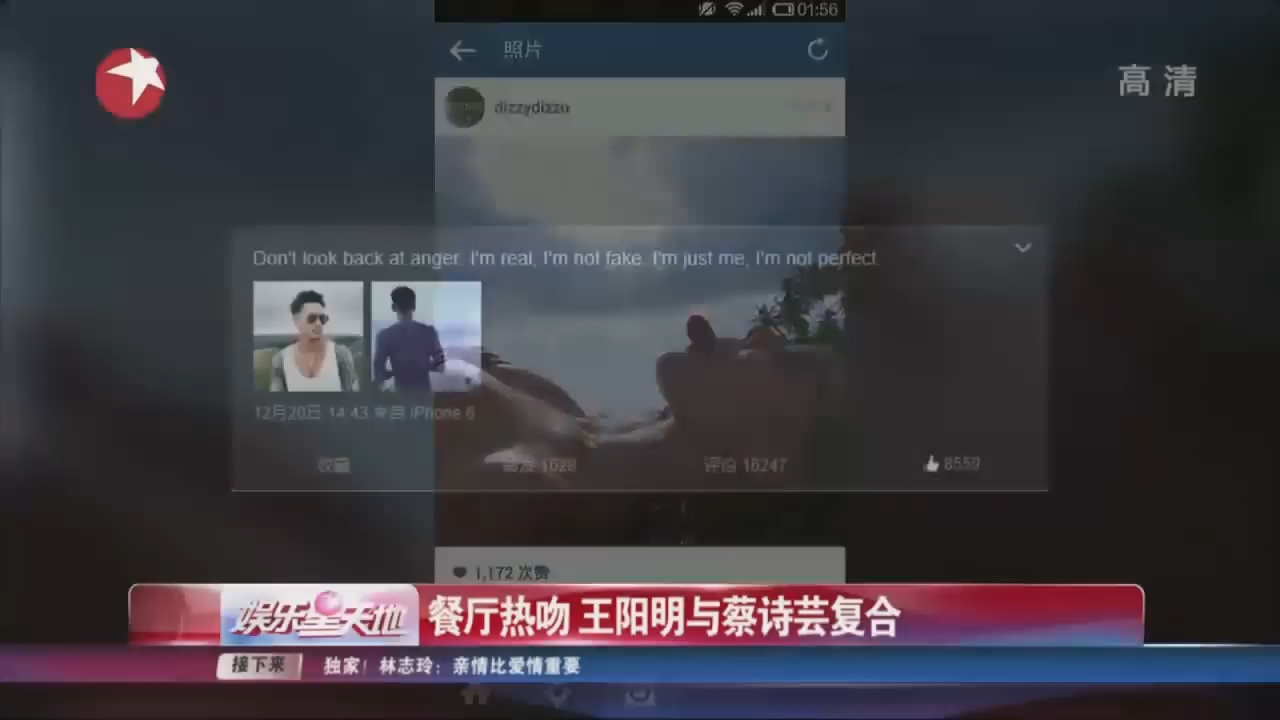 01:56
照片
高清
dizzydizzo
Don't look back at anger. I'm real, I'm not fake. I'm just me, I'm not perfect.
12月20日 14:43 来自 iPhone 6
收藏
1628
评论 16247
8559
1,172 次赞
娱乐星天地
餐厅热吻 王阳明与蔡诗芸复合
接下来
独家！林志玲：亲情比爱情重要